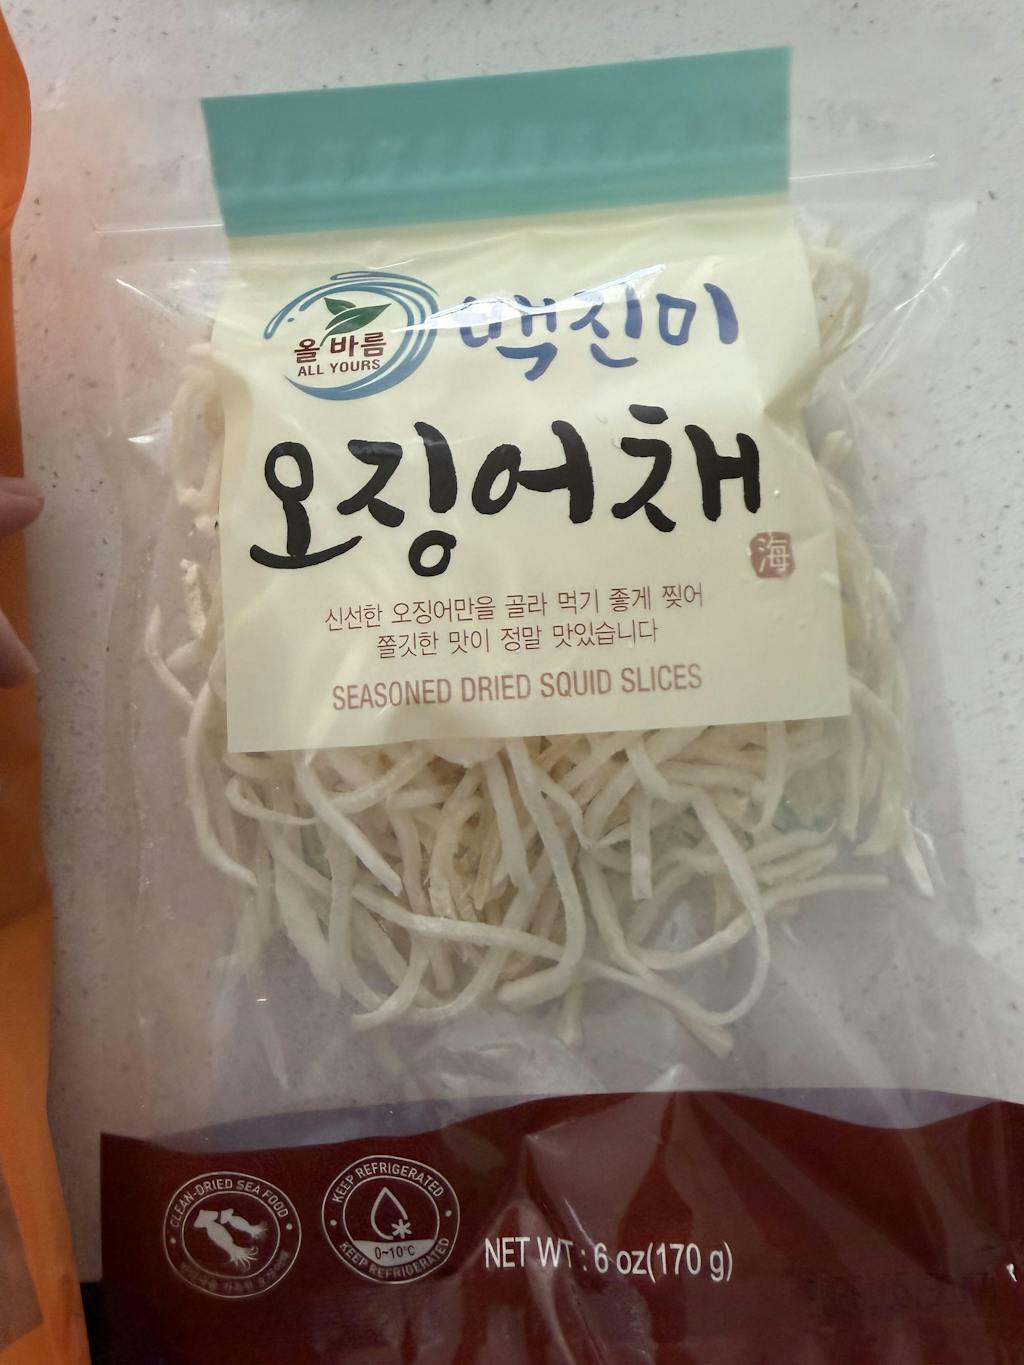 올바름
ALL YOURS
백진미
오징어채
海
신선한 오징어만을 골라 먹기 좋게 찢어
쫄깃한 맛이 정말 맛있습니다
SEASONED DRIED SQUID SLICES
CLEAN-DRIED SEA FOOD
KEEP REFRIGERATED
0~10℃
KEEP REFRIGERATED
NET WT : 6 oz(170 g)